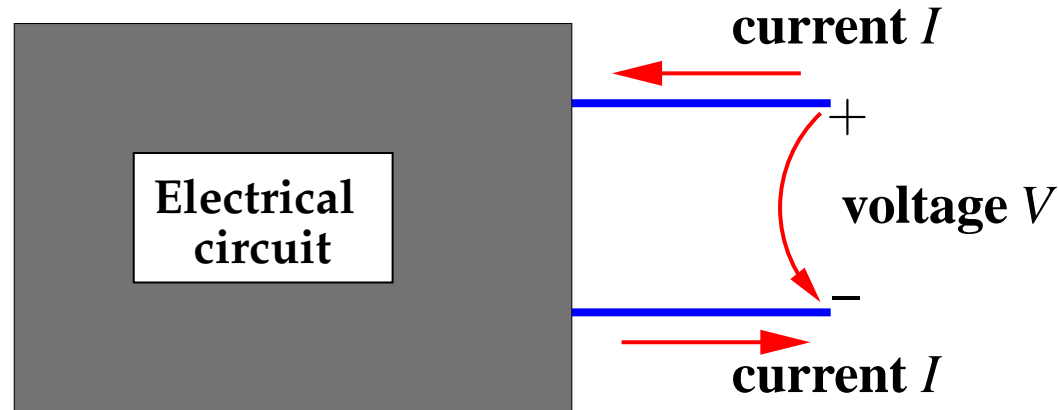 current I
+
Electrical
circuit
voltage V
−
current I